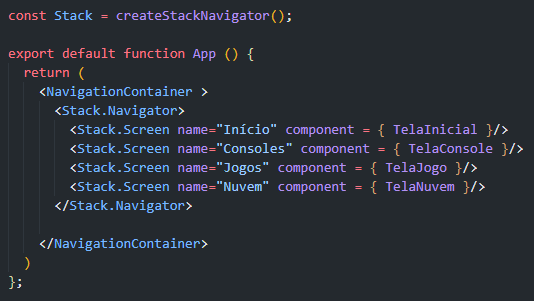 const Stack = createStackNavigator();
export default function App () {
return (
<NavigationContainer >
<Stack.Navigator>
<Stack.Screen name="Início" component = { TelaInicial }/>
<Stack.Screen name="Consoles" component = { TelaConsole }/>
<Stack.Screen name="Jogos" component = { TelaJogo }/>
<Stack.Screen name="Nuvem" component = { TelaNuvem }/>
</Stack.Navigator>
</NavigationContainer>
)
};